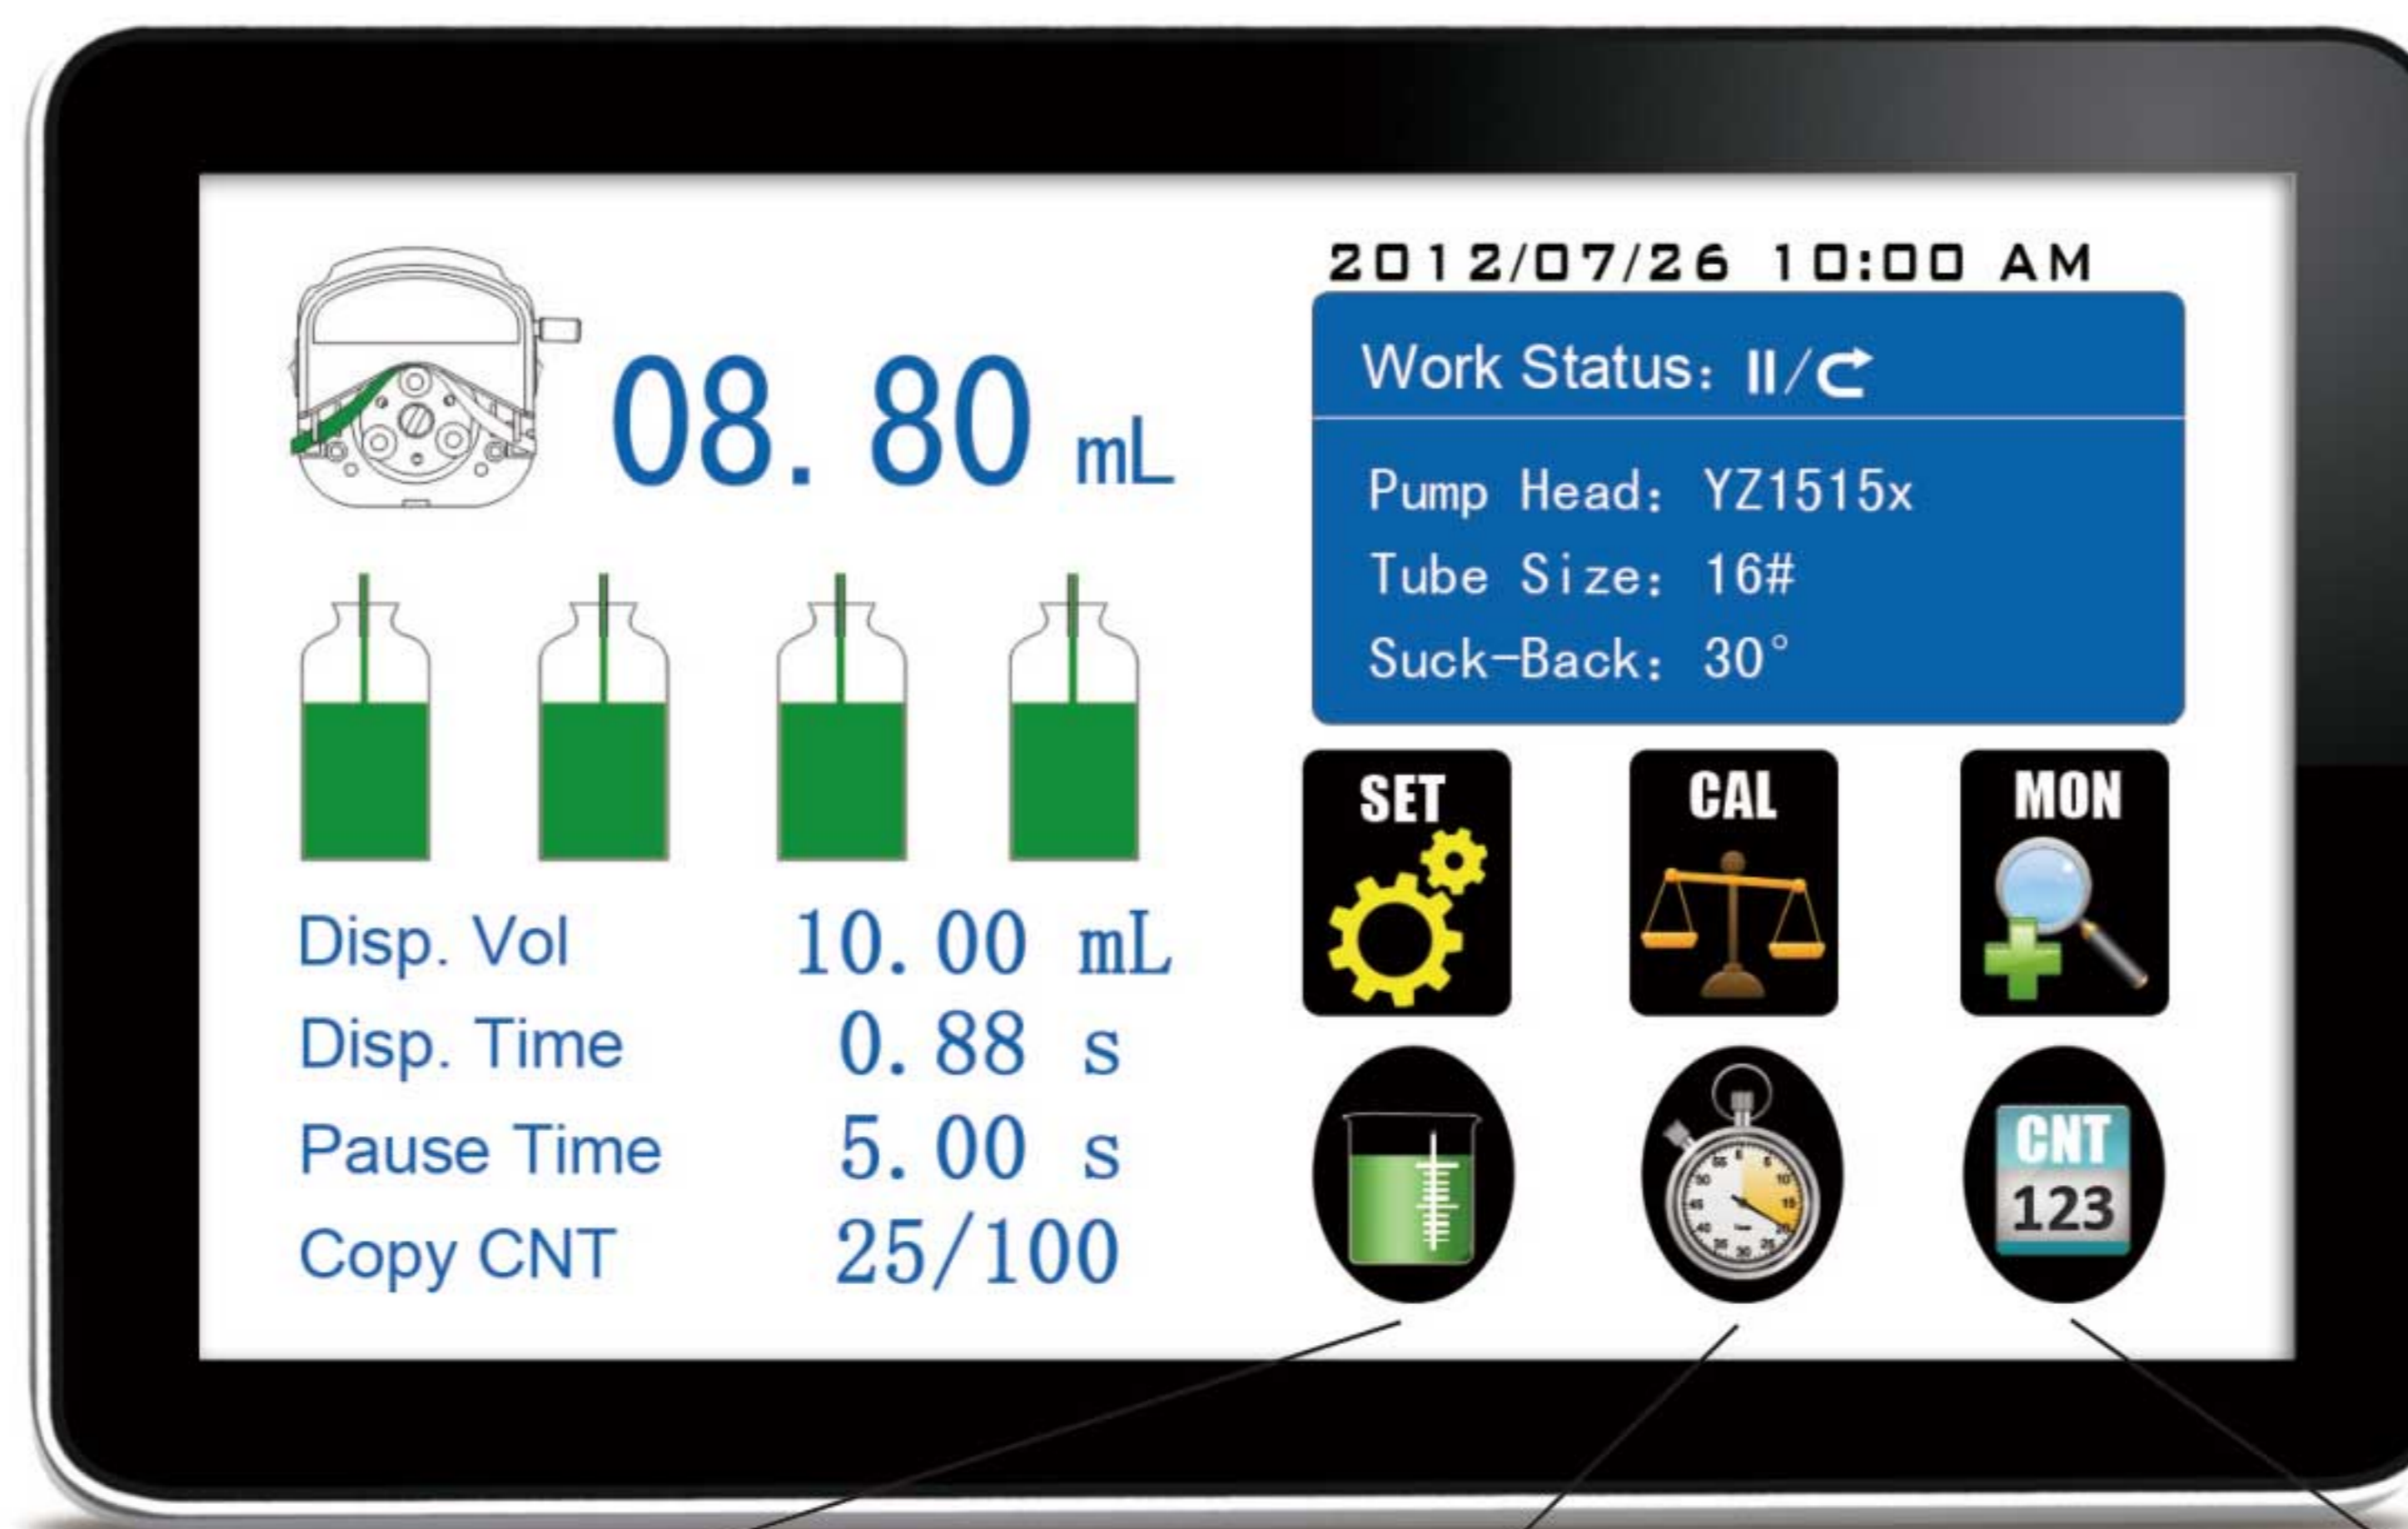 2012/07/26 10:00 AM
08.80 mL
Work Status: II/
Pump Head: YZ1515x
Tube Size: 16#
Suck-Back: 30°
SET
CAL
MON
Disp. Vol 10.00 mL
Disp. Time 0.88 s
Pause Time 5.00 s
Copy CNT 25/100
CNT
123